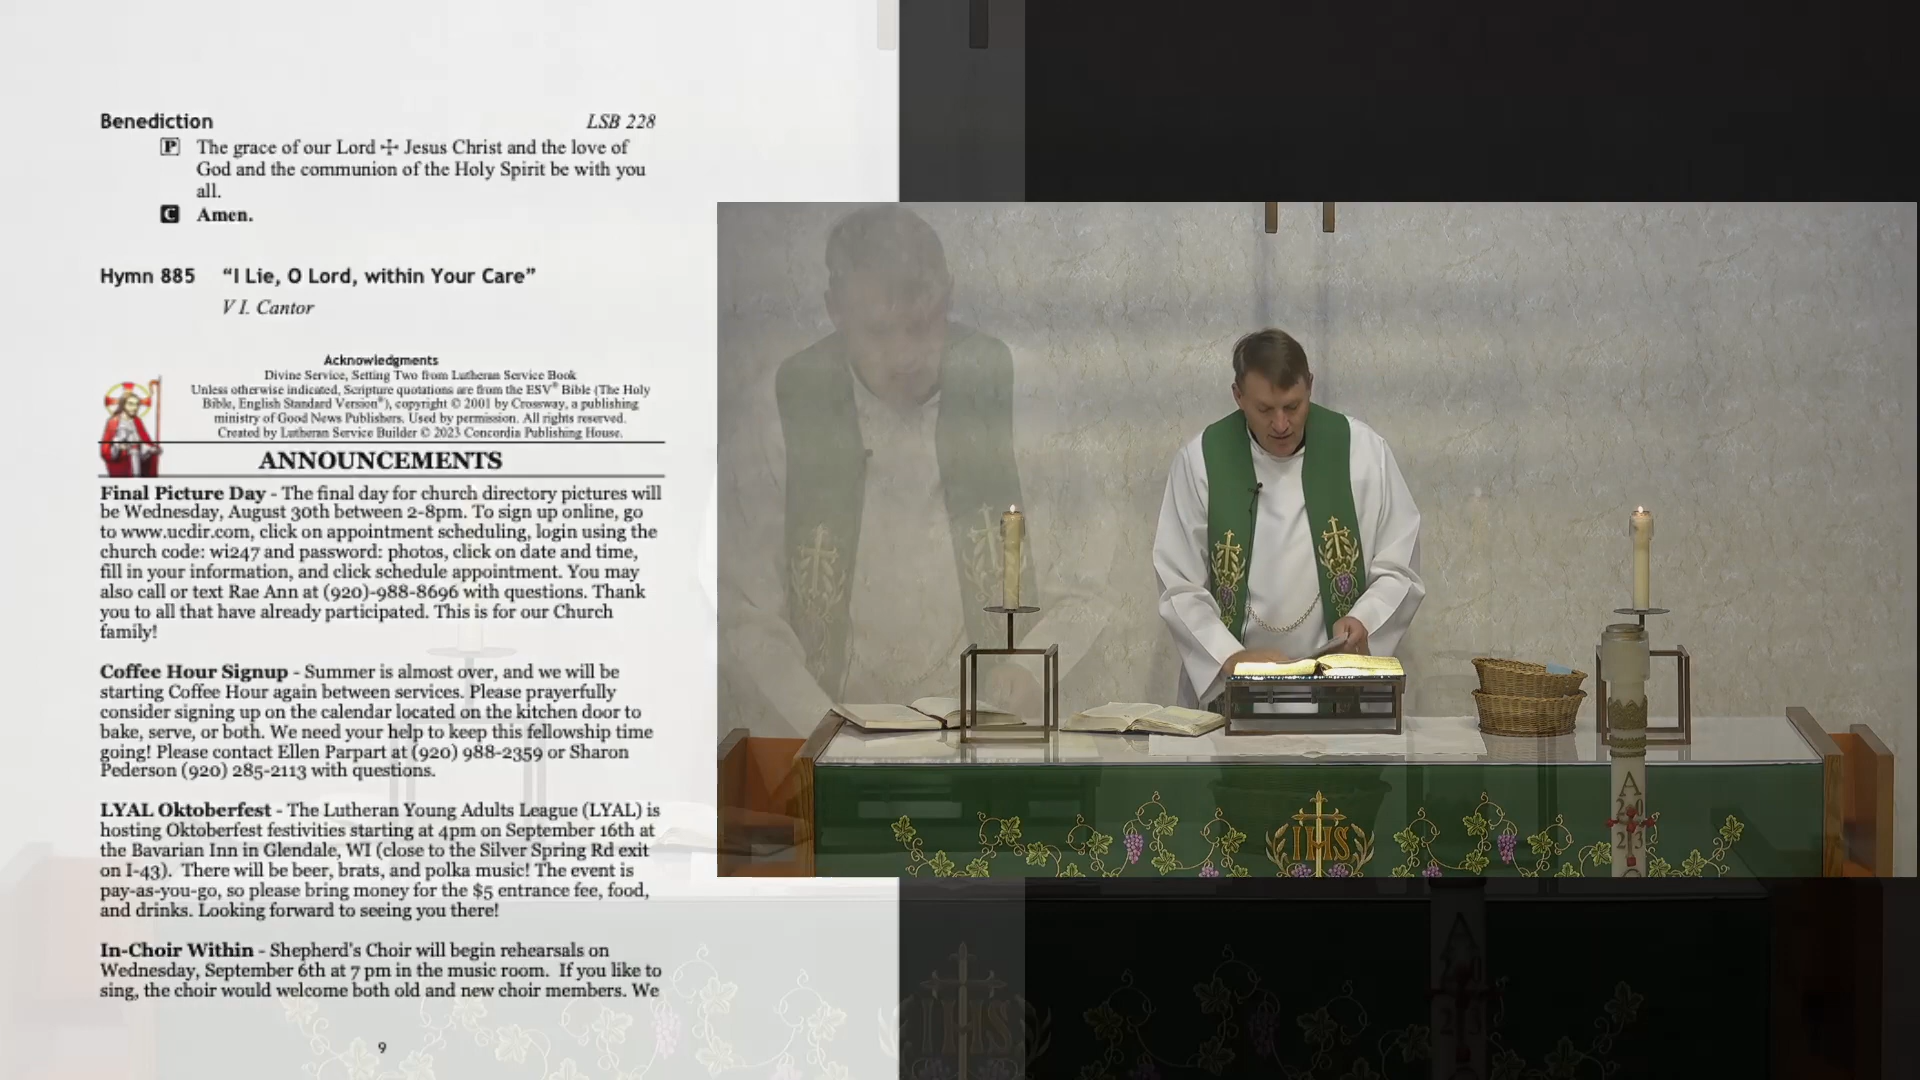 Benediction LSB 228
P The grace of our Lord ☩ Jesus Christ and the love of
God and the communion of the Holy Spirit be with you
all.
C Amen.
Hymn 885 “I Lie, O Lord, within Your Care”
V I. Cantor
Acknowledgments
Divine Service, Setting Two from Lutheran Service Book
Unless otherwise indicated, Scripture quotations are from the ESV® Bible (The Holy
Bible, English Standard Version®), copyright © 2001 by Crossway, a publishing
ministry of Good News Publishers. Used by permission. All rights reserved.
Created by Lutheran Service Builder © 2023 Concordia Publishing House.
ANNOUNCEMENTS
Final Picture Day - The final day for church directory pictures will
be Wednesday, August 30th between 2-8pm. To sign up online, go
to www.ucdir.com, click on appointment scheduling, login using the
church code: wi247 and password: photos, click on date and time,
fill in your information, and click schedule appointment. You may
also call or text Rae Ann at (920)-988-8696 with questions. Thank
you to all that have already participated. This is for our Church
family!
Coffee Hour Signup - Summer is almost over, and we will be
starting Coffee Hour again between services. Please prayerfully
consider signing up on the calendar located on the kitchen door to
bake, serve, or both. We need your help to keep this fellowship time
going! Please contact Ellen Parpart at (920) 988-2359 or Sharon
Pederson (920) 285-2113 with questions.
LYAL Oktoberfest - The Lutheran Young Adults League (LYAL) is
hosting Oktoberfest festivities starting at 4pm on September 16th at
the Bavarian Inn in Glendale, WI (close to the Silver Spring Rd exit
on I-43). There will be beer, brats, and polka music! The event is
pay-as-you-go, so please bring money for the $5 entrance fee, food,
and drinks. Looking forward to seeing you there!
In-Choir Within - Shepherd's Choir will begin rehearsals on
Wednesday, September 6th at 7 pm in the music room. If you like to
sing, the choir would welcome both old and new choir members. We
9
IHS
A
20
23
IHS
A
2 3